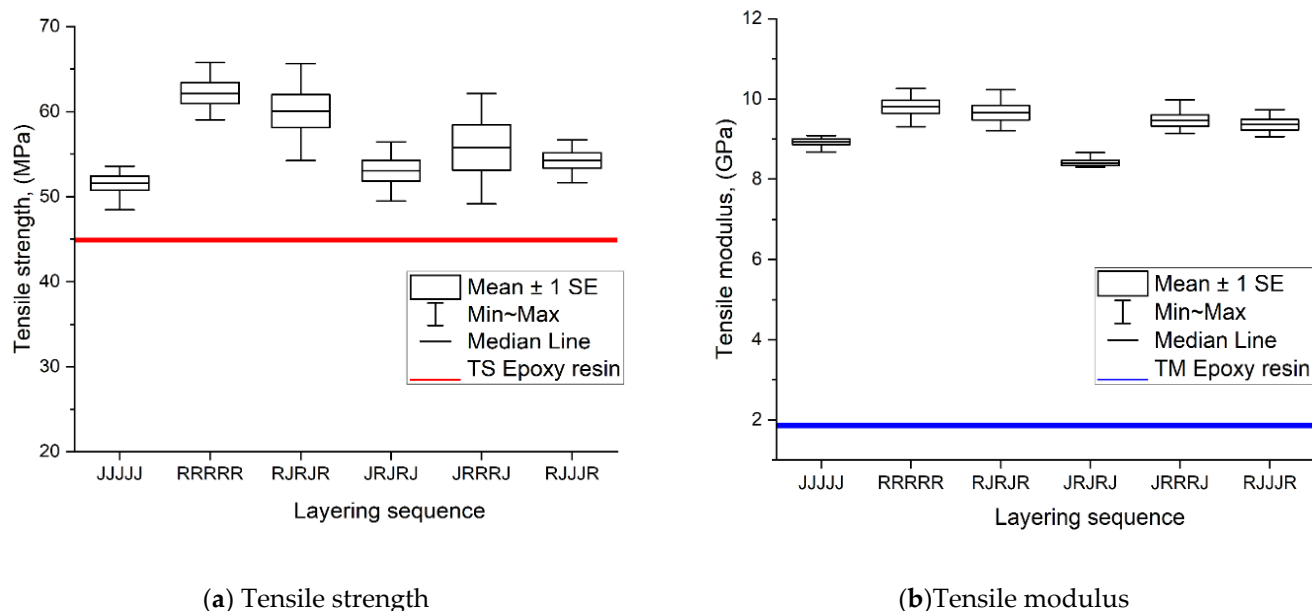 70
60
50
40
30
20
Tensile strength, (MPa)
Mean ± 1 SE
Min~Max
Median Line
TS Epoxy resin
JJJJJ RRRRR RJRJR JRJRJ JRRRJ RJJJR
Layering sequence
(a) Tensile strength
12
10
8
6
4
2
Tensile modulus, (GPa)
Mean ± 1 SE
Min~Max
Median Line
TM Epoxy resin
JJJJJ RRRRR RJRJR JRJRJ JRRRJ RJJJR
Layering sequence
(b)Tensile modulus